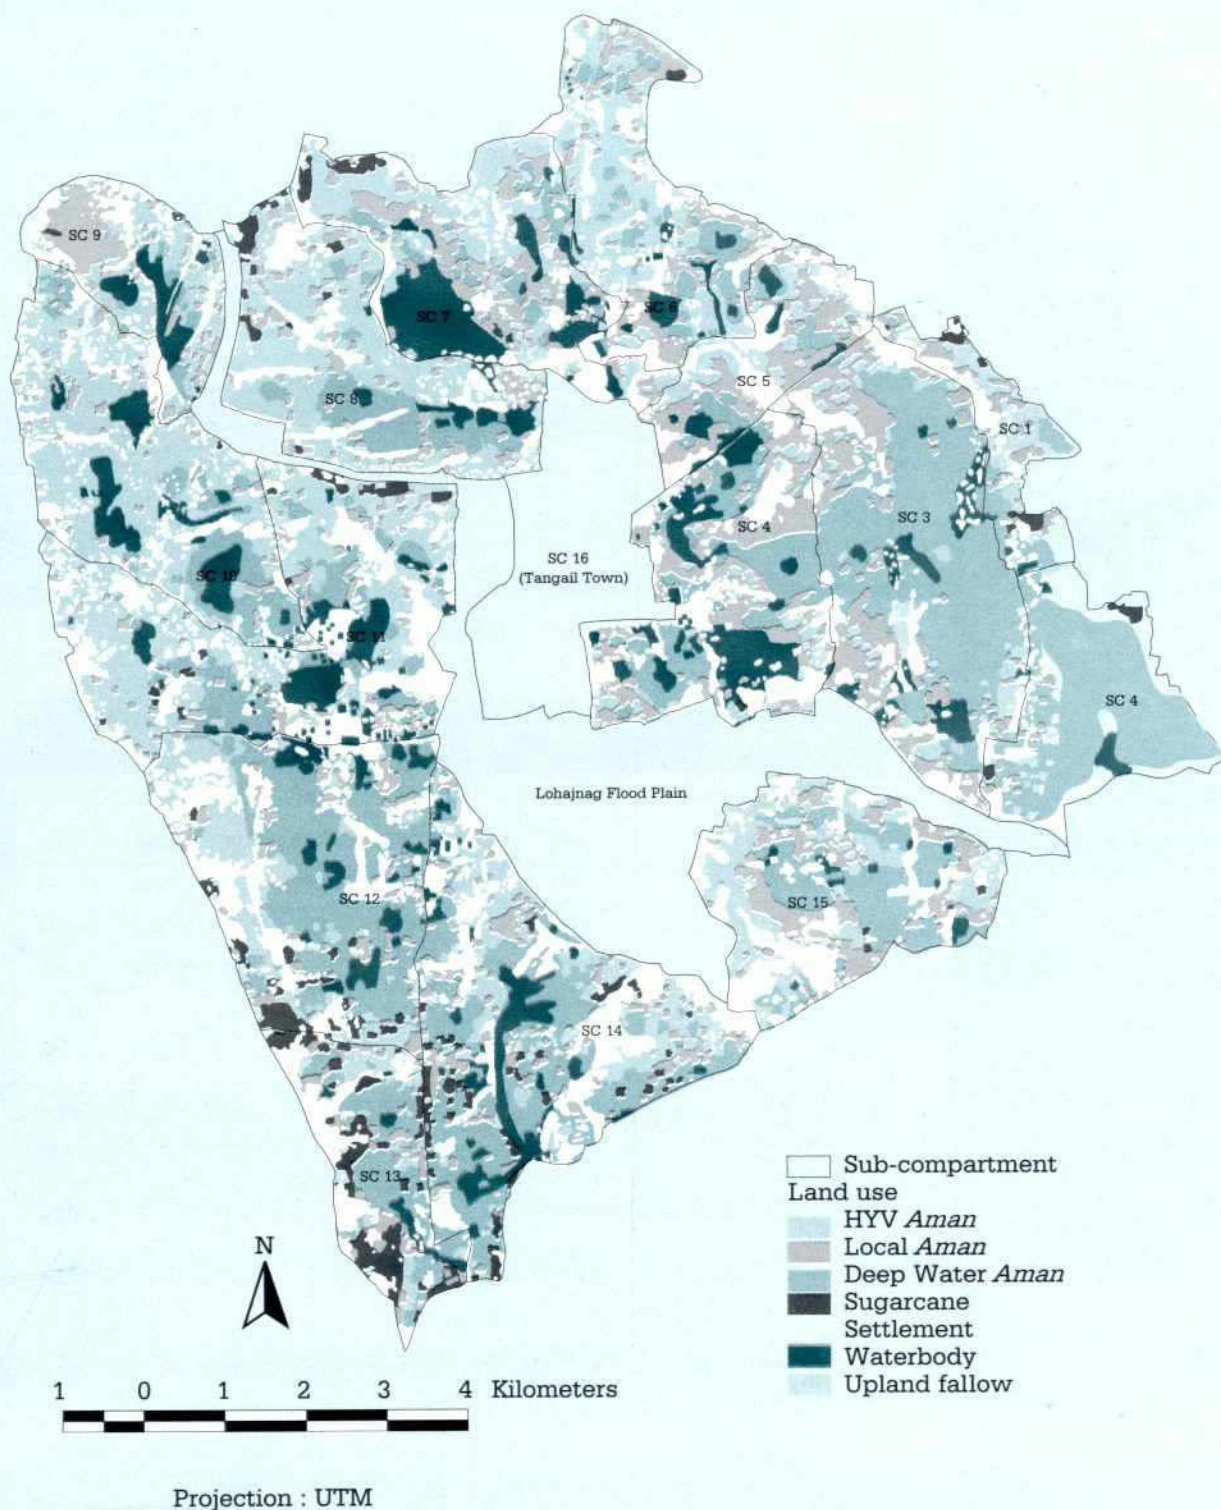 SC 9
SC 7
SC 6
SC 5
SC 8
SC 1
SC 3
SC 4
SC 16
(Tangail Town)
SC 10
SC 11
SC 4
Lohajnag Flood Plain
SC 12
SC 15
SC 14
SC 13
Sub-compartment
Land use
HYV Aman
Local Aman
Deep Water Aman
Sugarcane
Settlement
Waterbody
Upland fallow
N
1 0 1 2 3 4 Kilometers
Projection : UTM